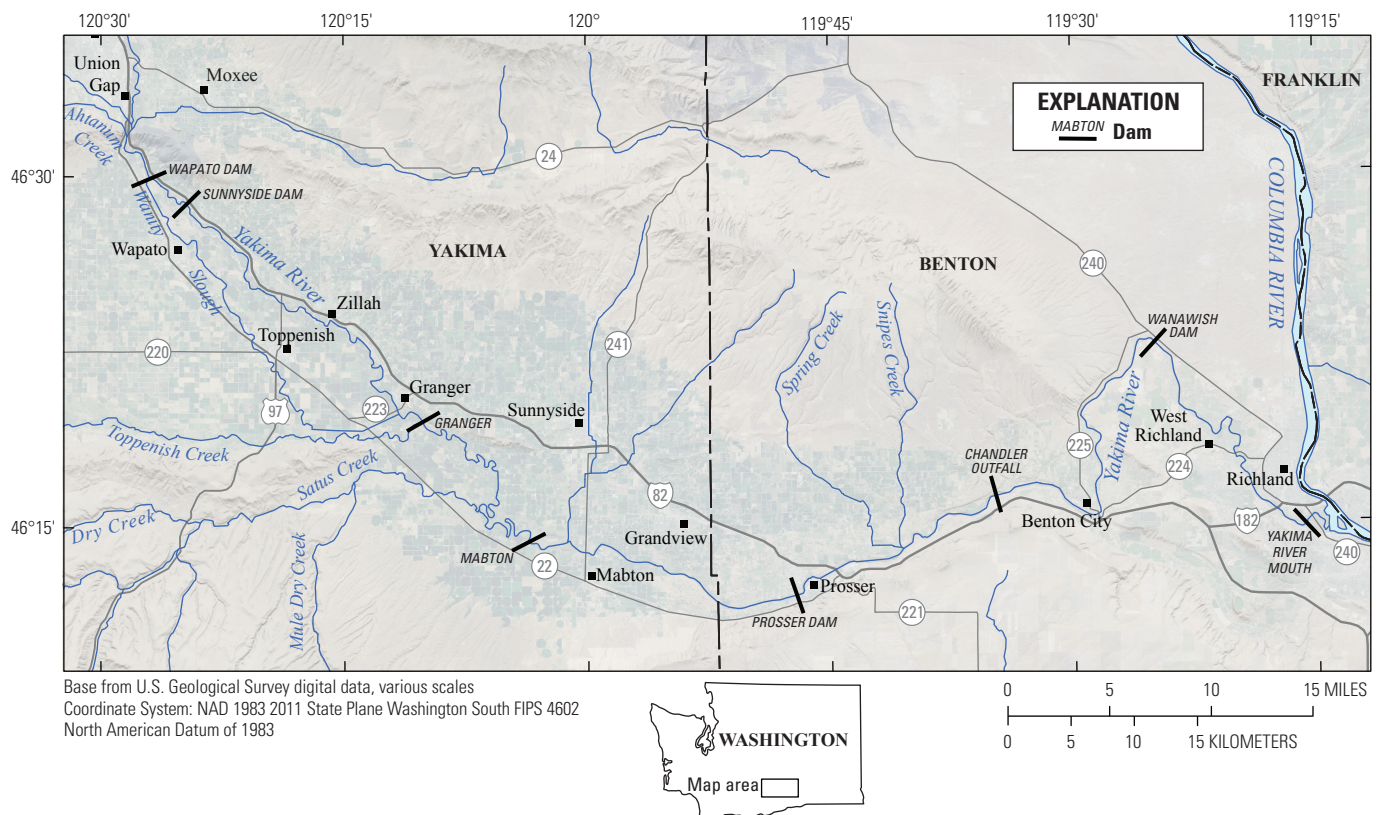 120°30'
120°15'
120°
119°45'
119°30'
119°15'
Union
Gap
Moxee
FRANKLIN
EXPLANATION
MABTON Dam
Ahtanum
Creek
24
46°30'
WAPATO DAM
SUNNYSIDE DAM
Wanity
Slough
Wapato
Yakima River
YAKIMA
BENTON
240
COLUMBIA RIVER
Zillah
Toppenish
220
241
Spring Creek
Snipes Creek
WANAWISH
DAM
Granger
223
97
GRANGER
Sunnyside
Toppenish Creek
Satus Creek
Yakima River
West
Richland
225
224
Richland
CHANDLER
OUTFALL
82
46°15'
Dry Creek
Grandview
Benton City
182
YAKIMA
RIVER
MOUTH
240
MABTON
22
Mabton
Mule Dry Creek
Prosser
PROSSER DAM
221
Base from U.S. Geological Survey digital data, various scales
Coordinate System: NAD 1983 2011 State Plane Washington South FIPS 4602
North American Datum of 1983
WASHINGTON
Map area
0 5 10 15 MILES
0 5 10 15 KILOMETERS